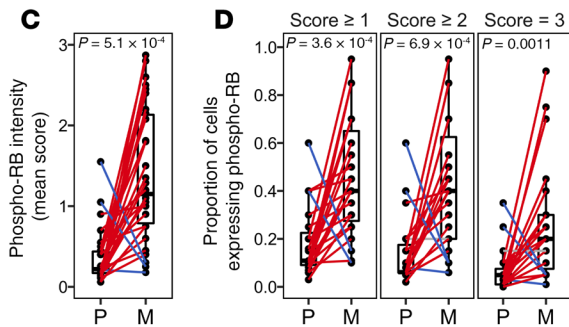 C
P = 5.1 × 10⁻⁴
Phospho-RB intensity
(mean score)
3
2
1
0
P M
D
Score ≥ 1 Score ≥ 2 Score = 3
P = 3.6 × 10⁻⁴ P = 6.9 × 10⁻⁴ P = 0.0011
Proportion of cells
expressing phospho-RB
1.0
0.8
0.6
0.4
0.2
0.0
P M P M P M